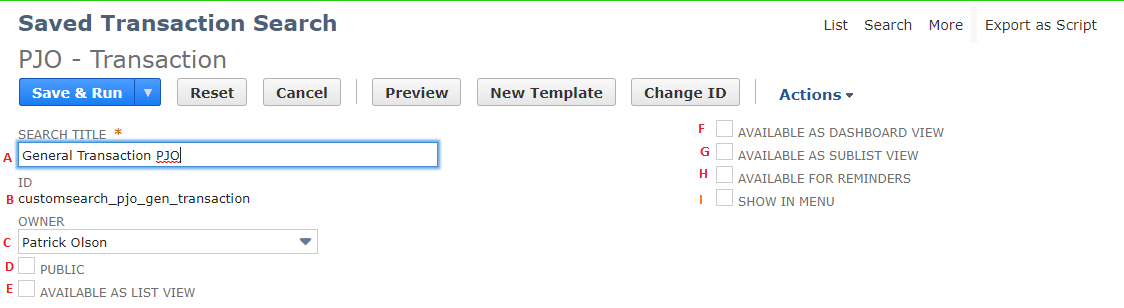 Saved Transaction Search
List Search More Export as Script
PJO - Transaction
Save & Run Reset Cancel Preview New Template Change ID Actions
SEARCH TITLE *
A General Transaction PJO
ID
B customsearch_pjo_gen_transaction
OWNER
C Patrick Olson
D PUBLIC
E AVAILABLE AS LIST VIEW
F AVAILABLE AS DASHBOARD VIEW
G AVAILABLE AS SUBLIST VIEW
H AVAILABLE FOR REMINDERS
I SHOW IN MENU